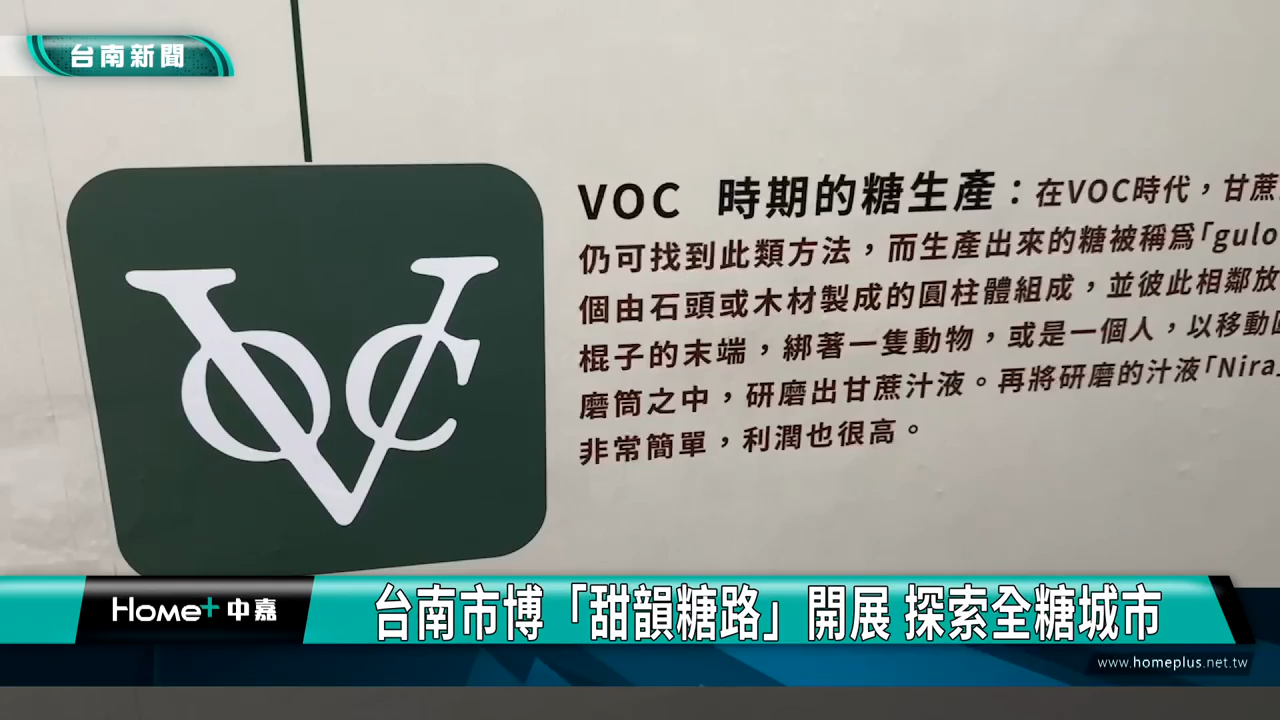 台南新聞
VOC
VOC 時期的糖生產：在VOC時代，甘蔗
仍可找到此類方法，而生產出來的糖被稱爲「gulo
個由石頭或木材製成的圓柱體組成，並彼此相鄰放
棍子的末端，綁著一隻動物，或是一個人，以移動
磨筒之中，研磨出甘蔗汁液。再將研磨的汁液「Nira」
非常簡單，利潤也很高。
Home+中嘉
台南市博「甜韻糖路」開展 探索全糖城市
www.homeplus.net.tw